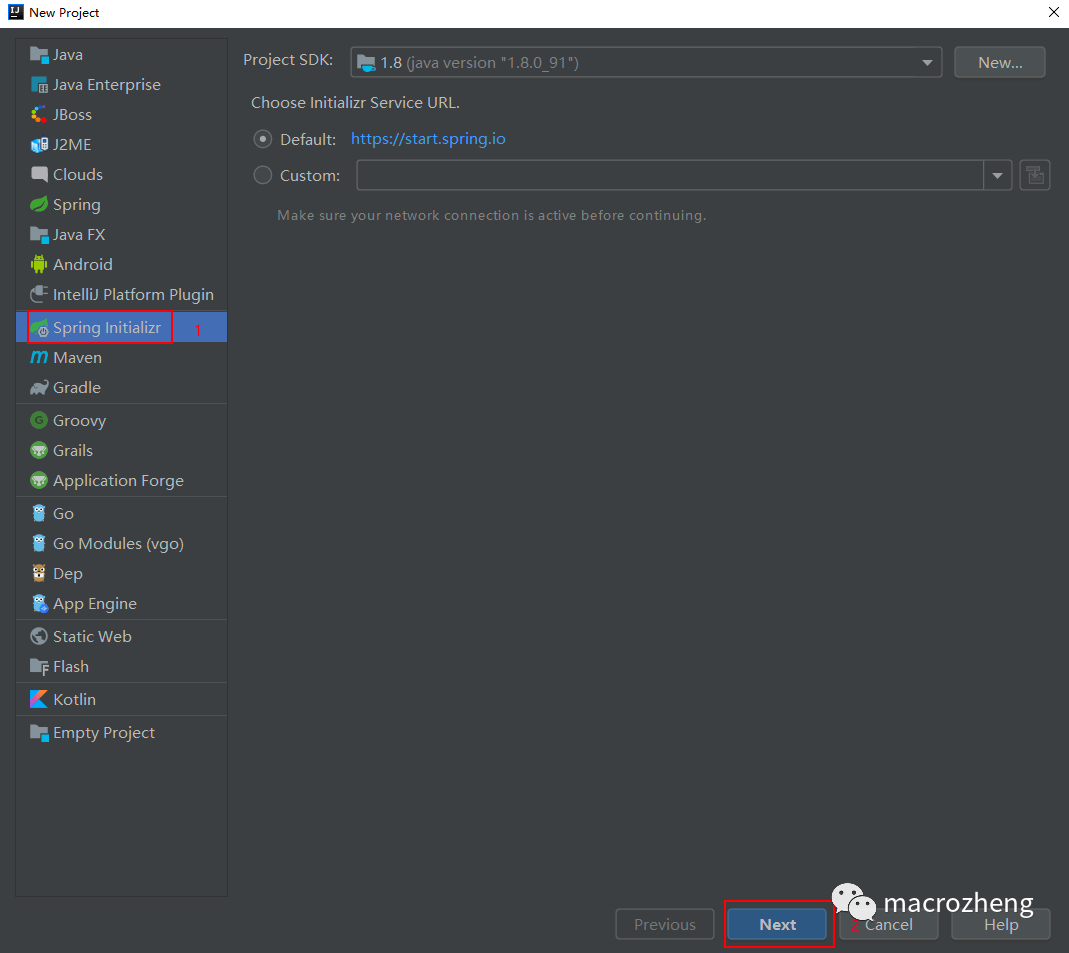 New Project
Java
Java Enterprise
JBoss
J2ME
Clouds
Spring
Java FX
Android
IntelliJ Platform Plugin
Spring Initializr 1
Maven
Gradle
Groovy
Grails
Application Forge
Go
Go Modules (vgo)
Dep
App Engine
Static Web
Flash
Kotlin
Empty Project
Project SDK: 1.8 (java version "1.8.0_91") New...
Choose Initializr Service URL.
Default: https://start.spring.io
Custom:
Make sure your network connection is active before continuing.
macrozheng
Previous Next 2 Cancel Help